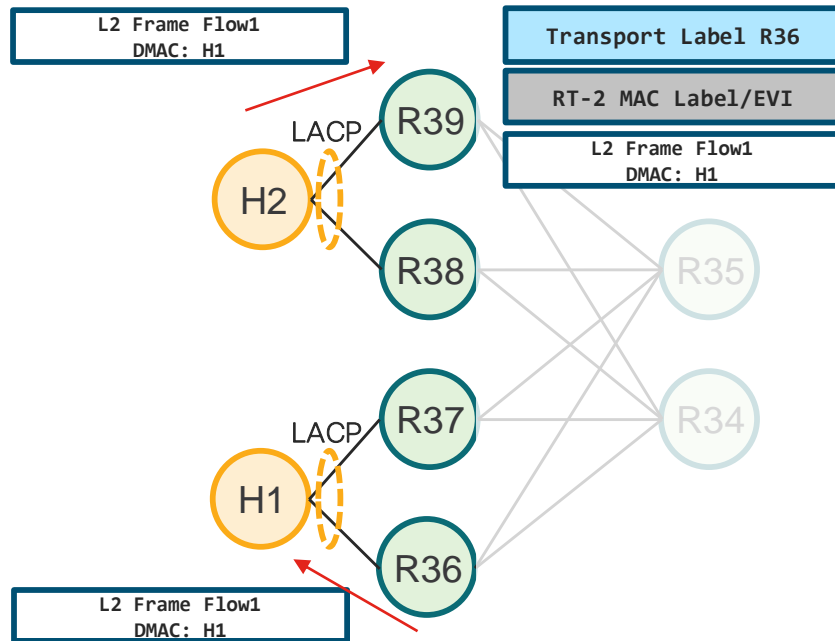 L2 Frame Flow1
DMAC: H1
Transport Label R36
RT-2 MAC Label/EVI
L2 Frame Flow1
DMAC: H1
R39
LACP
H2
R38
R35
R37
R34
LACP
H1
R36
L2 Frame Flow1
DMAC: H1